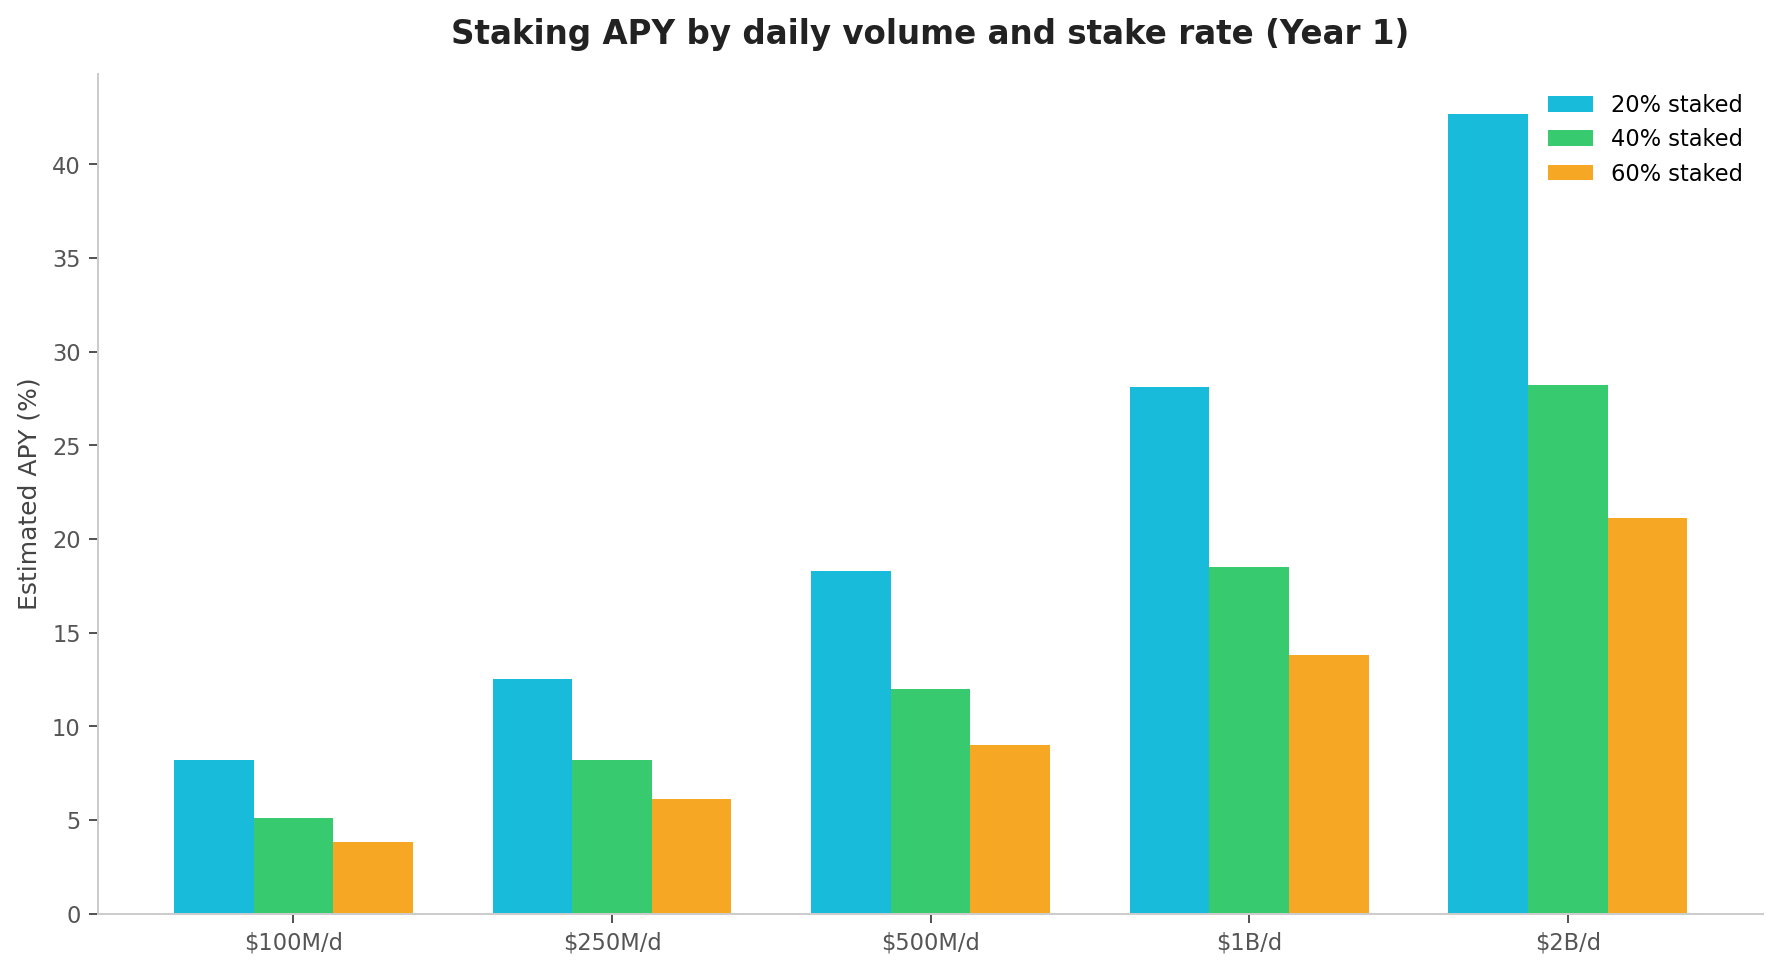 Staking APY by daily volume and stake rate (Year 1)
20% staked
40% staked
60% staked
Estimated APY (%)
40
35
30
25
20
15
10
5
0
$100M/d
$250M/d
$500M/d
$1B/d
$2B/d